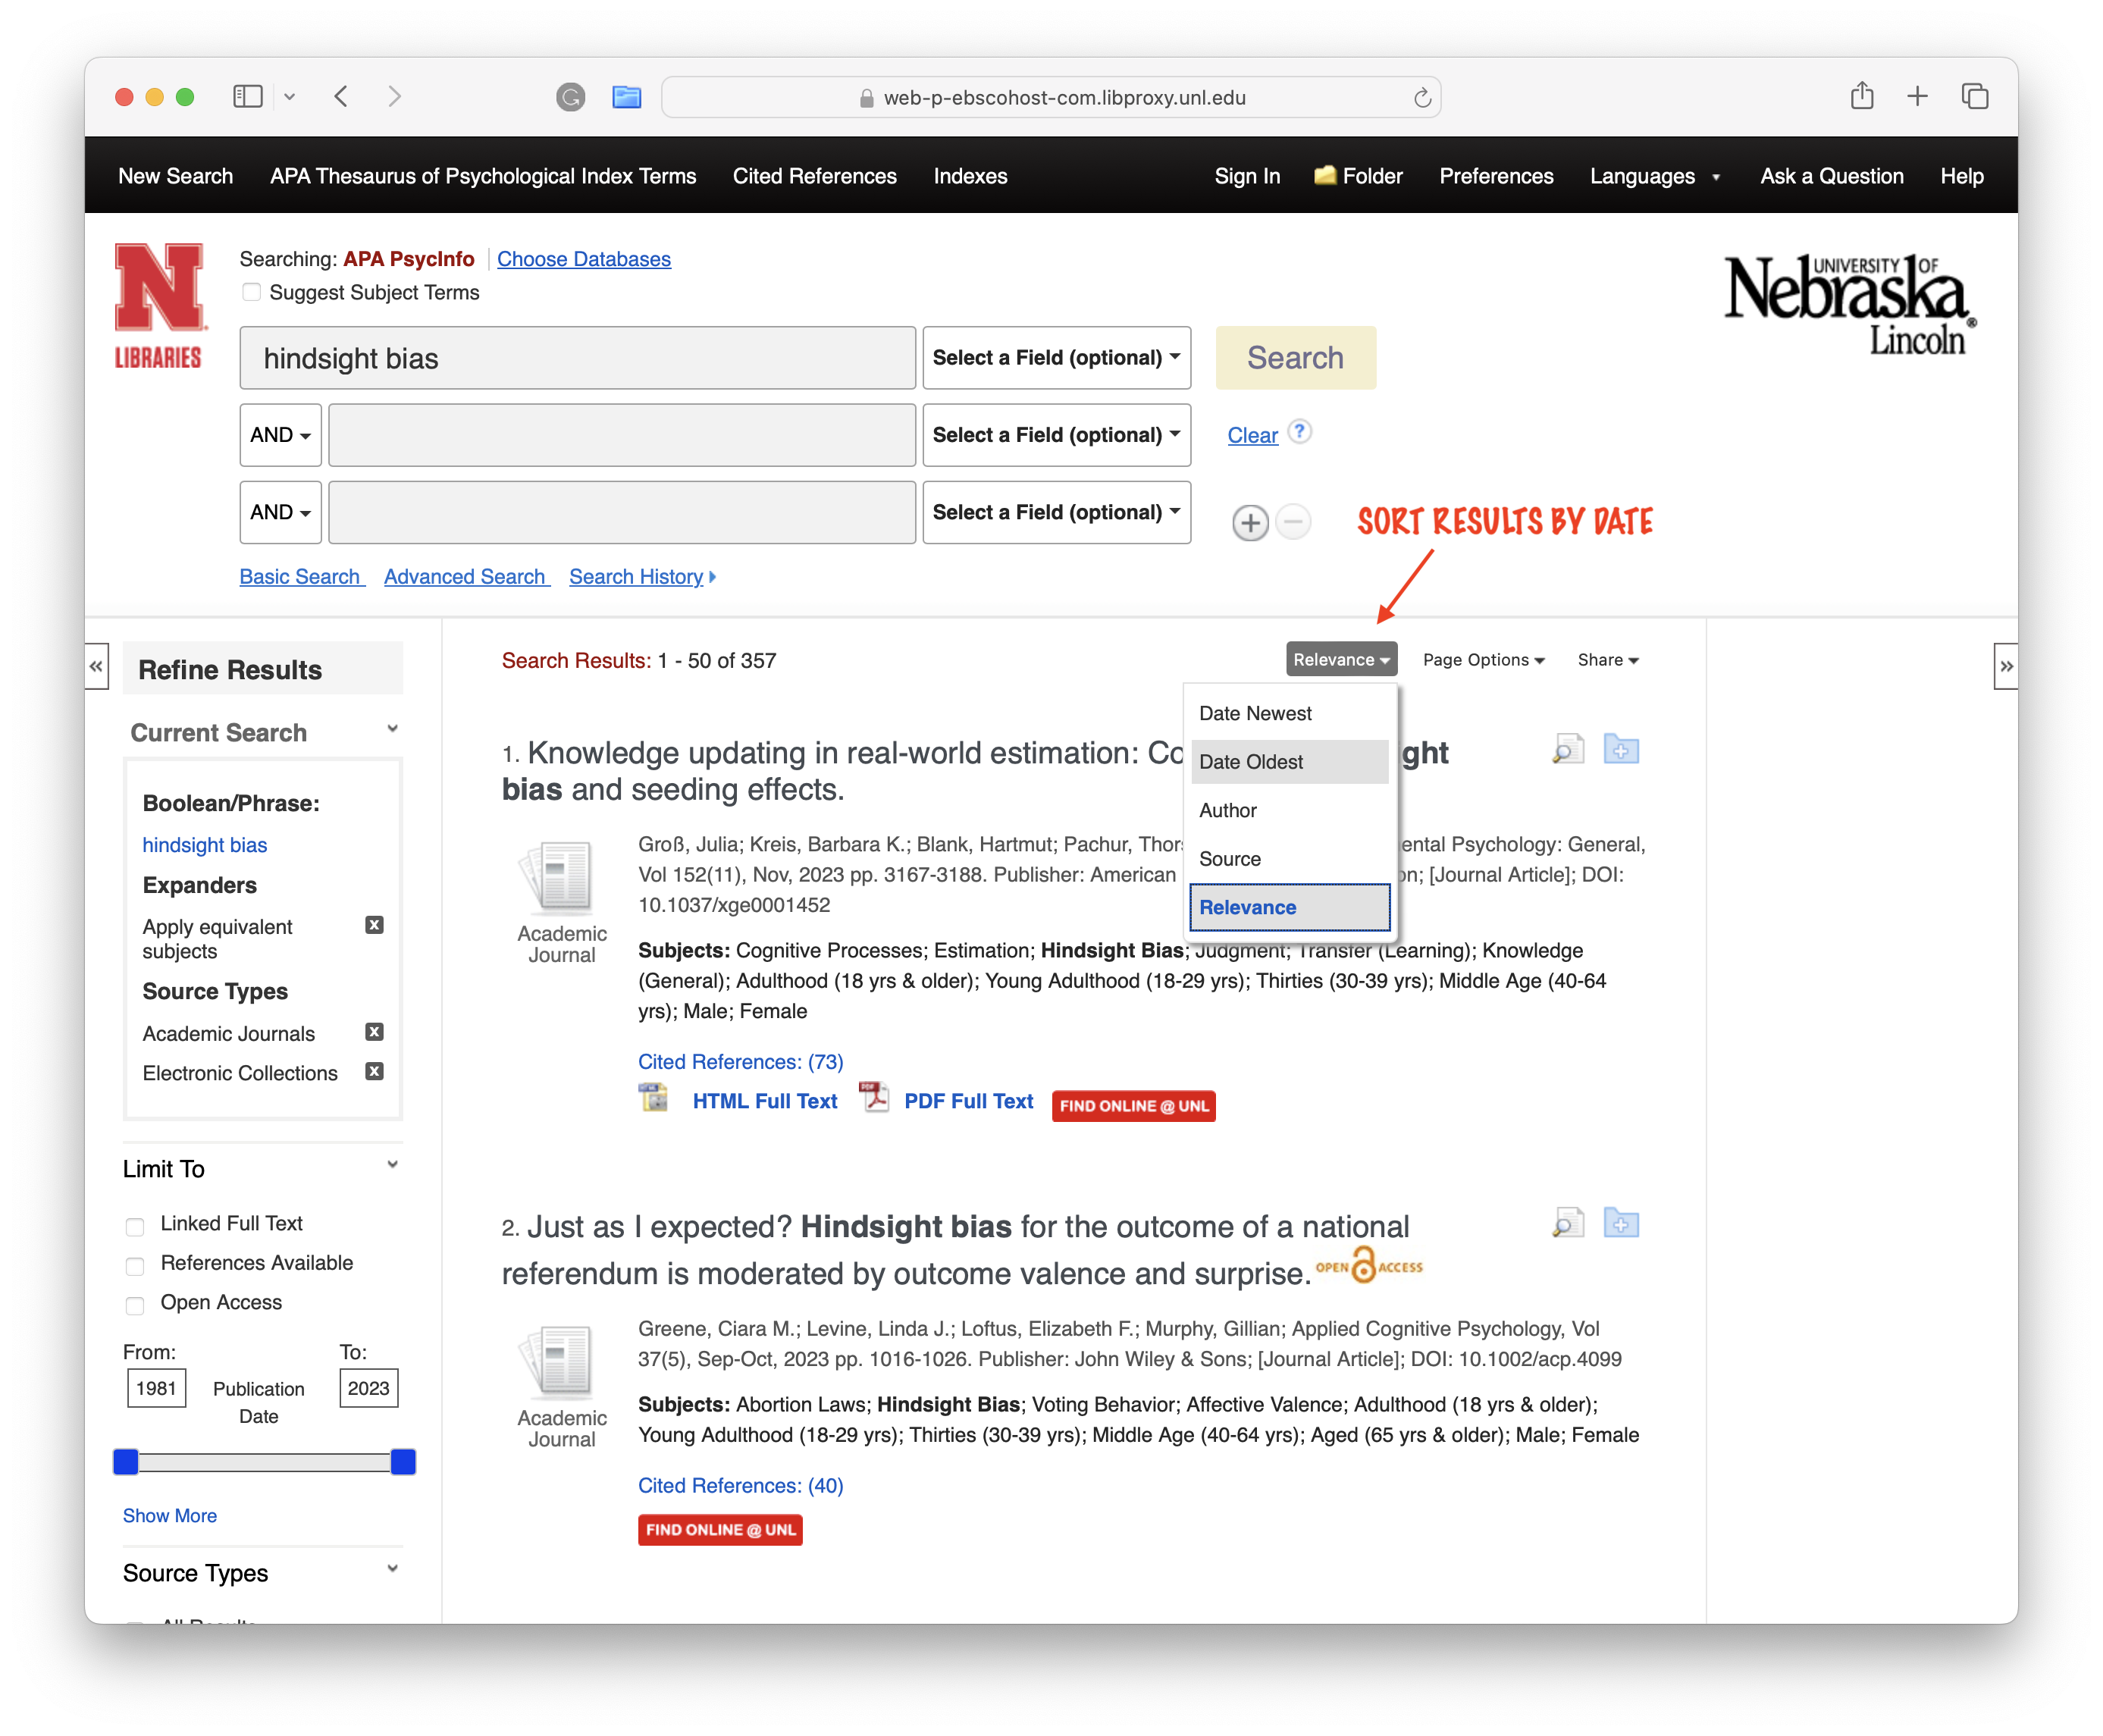 web-p-ebscohost-com.libproxy.unl.edu
New Search APA Thesaurus of Psychological Index Terms Cited References Indexes Sign In Folder Preferences Languages Ask a Question Help
N
LIBRARIES
Searching: APA PsycInfo Choose Databases
Suggest Subject Terms
UNIVERSITY OF
Nebraska®
Lincoln
hindsight bias Select a Field (optional) Search
AND Select a Field (optional) Clear ?
AND Select a Field (optional)
SORT RESULTS BY DATE
Basic Search Advanced Search Search History
« Refine Results
Current Search
Boolean/Phrase:
hindsight bias
Expanders
Apply equivalent
subjects
Source Types
Academic Journals
Electronic Collections
Limit To
Linked Full Text
References Available
Open Access
From: To:
1981 Publication 2023
Date
Show More
Source Types
All Results
Search Results: 1 - 50 of 357 Relevance Page Options Share »
Date Newest
Date Oldest
Author
Source
Relevance
1. Knowledge updating in real-world estimation: Co ght
bias and seeding effects.
Academic
Journal
Groß, Julia; Kreis, Barbara K.; Blank, Hartmut; Pachur, Thor ental Psychology: General,
Vol 152(11), Nov, 2023 pp. 3167-3188. Publisher: American on; [Journal Article]; DOI:
10.1037/xge0001452
Subjects: Cognitive Processes; Estimation; Hindsight Bias; Judgment; Transfer (Learning); Knowledge
(General); Adulthood (18 yrs & older); Young Adulthood (18-29 yrs); Thirties (30-39 yrs); Middle Age (40-64
yrs); Male; Female
Cited References: (73)
HTML Full Text PDF PDF Full Text FIND ONLINE @ UNL
2. Just as I expected? Hindsight bias for the outcome of a national
referendum is moderated by outcome valence and surprise. OPEN ACCESS
Academic
Journal
Greene, Ciara M.; Levine, Linda J.; Loftus, Elizabeth F.; Murphy, Gillian; Applied Cognitive Psychology, Vol
37(5), Sep-Oct, 2023 pp. 1016-1026. Publisher: John Wiley & Sons; [Journal Article]; DOI: 10.1002/acp.4099
Subjects: Abortion Laws; Hindsight Bias; Voting Behavior; Affective Valence; Adulthood (18 yrs & older);
Young Adulthood (18-29 yrs); Thirties (30-39 yrs); Middle Age (40-64 yrs); Aged (65 yrs & older); Male; Female
Cited References: (40)
FIND ONLINE @ UNL